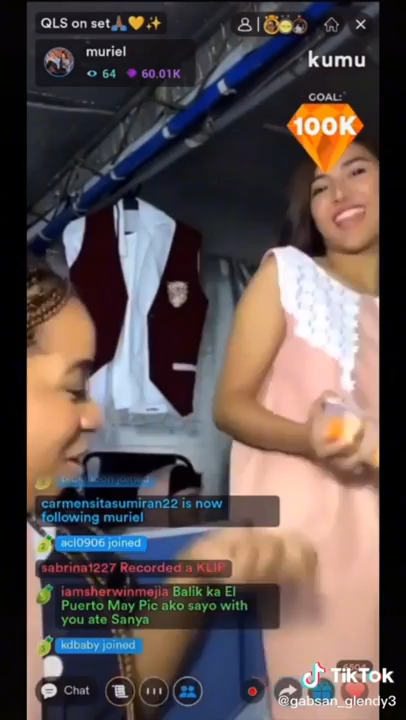 QLS on set🙏🏽💛✨
muriel
64 60.01K
kumu
GOAL:
100K
joined
carmensitasumiran22 is now
following muriel
acl0906 joined
sabrina1227 Recorded a KLIP
iamsherwinmejia Balik ka El
Puerto May Pic ako sayo with
you ate Sanya
kdbaby joined
Chat
TikTok
@gabsan_glendy3